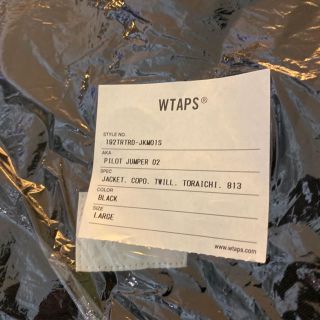 WTAPS®
STYLE NO.
192TRTRD-JKM01S
AKA
PILOT JUMPER 02
SPEC
JACKET. COPO. TWILL. TORAICHI. 813
COLOR
BLACK
SIZE
LARGE
www.wtaps.com